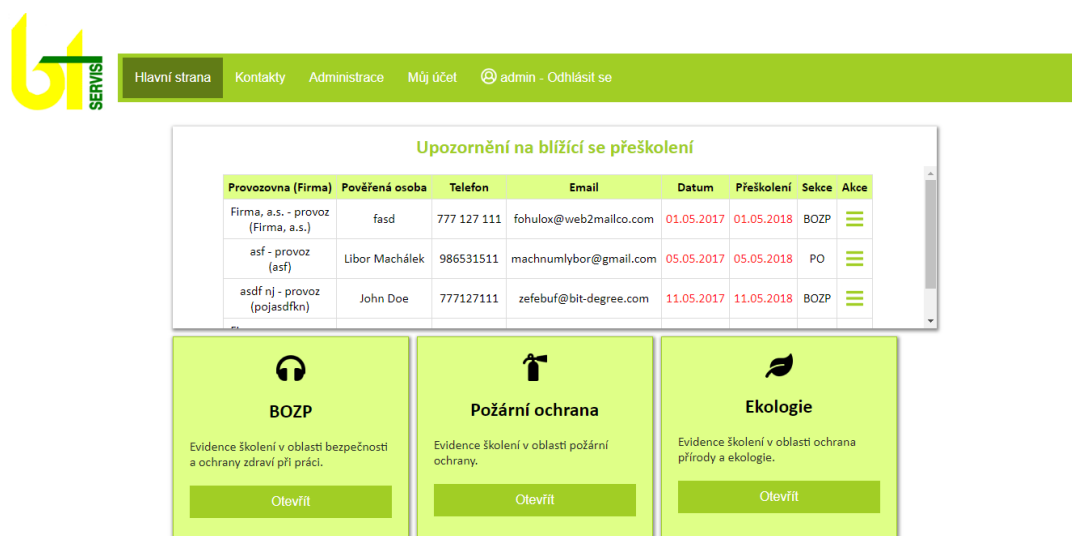 bt
SERVIS
Hlavní strana Kontakty Administrace Můj účet admin - Odhlásit se
Upozornění na blížící se přeškolení
Provozovna (Firma) Pověřená osoba Telefon Email Datum Přeškolení Sekce Akce
Firma, a.s. - provoz
(Firma, a.s.) fasd 777 127 111 fohulox@web2mailco.com 01.05.2017 01.05.2018 BOZP
asf - provoz
(asf) Libor Machálek 986531511 machnumlybor@gmail.com 05.05.2017 05.05.2018 PO
asdf nj - provoz
(pojasdfkn) John Doe 777127111 zefebuf@bit-degree.com 11.05.2017 11.05.2018 BOZP
BOZP
Evidence školení v oblasti bezpečnosti
a ochrany zdraví při práci.
Otevřít
Požární ochrana
Evidence školení v oblasti požární
ochrany.
Otevřít
Ekologie
Evidence školení v oblasti ochrana
přírody a ekologie.
Otevřít